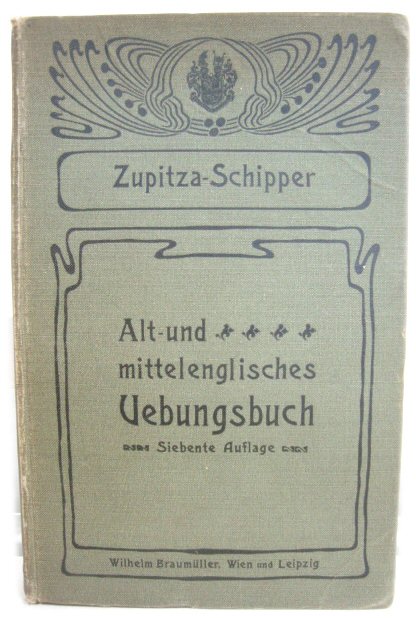 Zupitza-Schipper
Alt-und
mittelenglisches
Uebungsbuch
Siebente Auflage
Wilhelm Braumüller, Wien und Leipzig